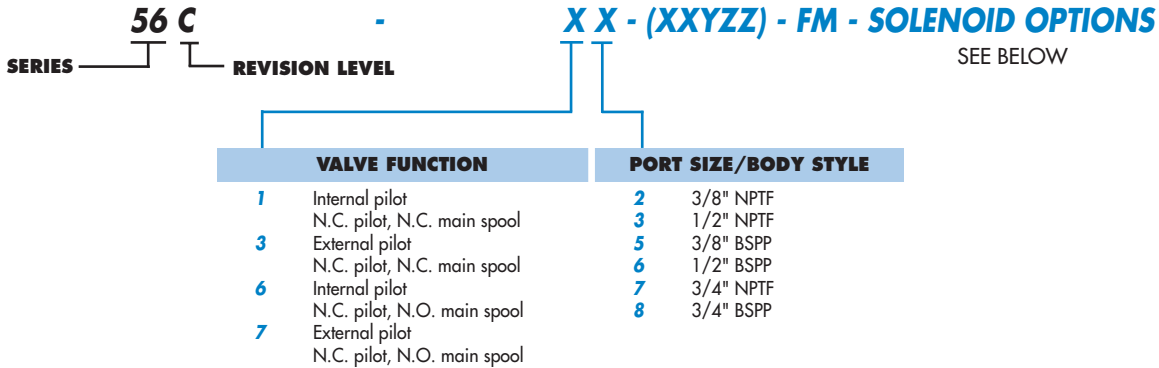 56 C - X X - (XXYZZ) - FM - SOLENOID OPTIONS
SEE BELOW
SERIES
REVISION LEVEL
VALVE FUNCTION
1 Internal pilot
N.C. pilot, N.C. main spool
3 External pilot
N.C. pilot, N.C. main spool
6 Internal pilot
N.C. pilot, N.O. main spool
7 External pilot
N.C. pilot, N.O. main spool
PORT SIZE/BODY STYLE
2 3/8" NPTF
3 1/2" NPTF
5 3/8" BSPP
6 1/2" BSPP
7 3/4" NPTF
8 3/4" BSPP